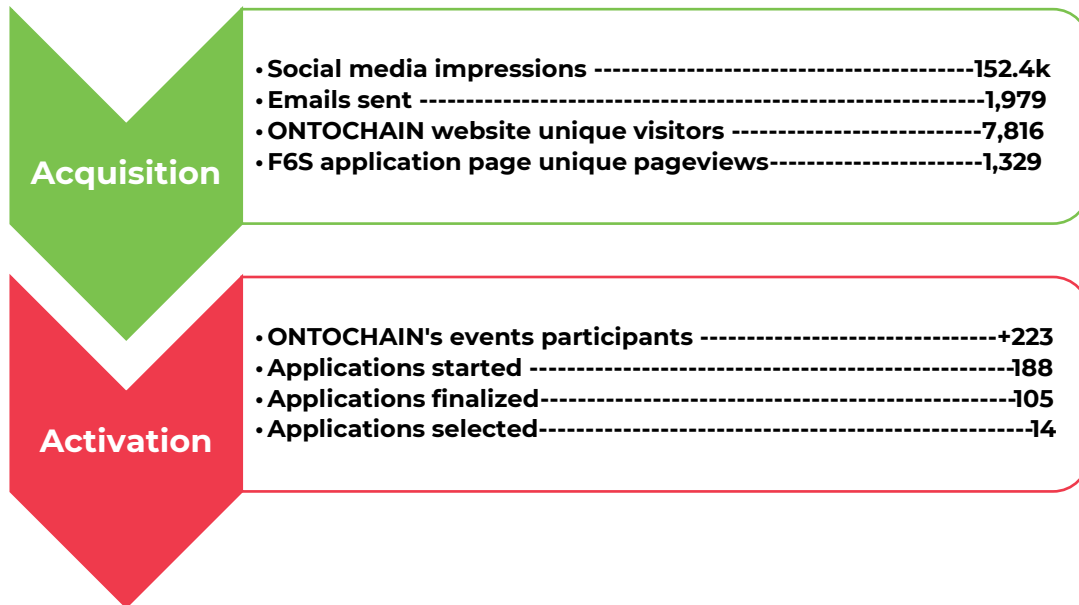 Acquisition
• Social media impressions -----------------------------------------152.4k
• Emails sent -------------------------------------------------------------1,979
• ONTOCHAIN website unique visitors ---------------------------7,816
• F6S application page unique pageviews-----------------------1,329
Activation
• ONTOCHAIN's events participants --------------------------------+223
• Applications started ----------------------------------------------------188
• Applications finalized---------------------------------------------------105
• Applications selected-----------------------------------------------------14